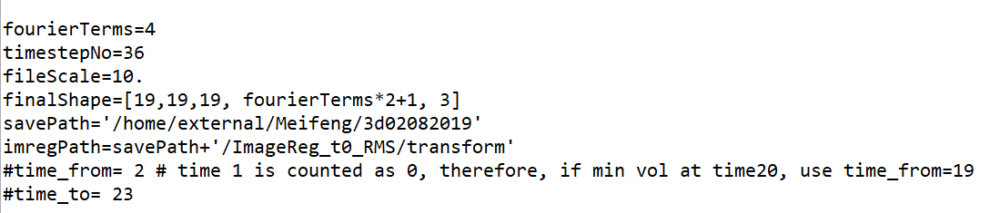 fourierTerms=4
timestepNo=36
fileScale=10.
finalShape=[19,19,19, fourierTerms*2+1, 3]
savePath='/home/external/Meifeng/3d02082019'
imregPath=savePath+'/ImageReg_t0_RMS/transform'
#time_from= 2 # time 1 is counted as 0, therefore, if min vol at time20, use time_from=19
#time_to= 23